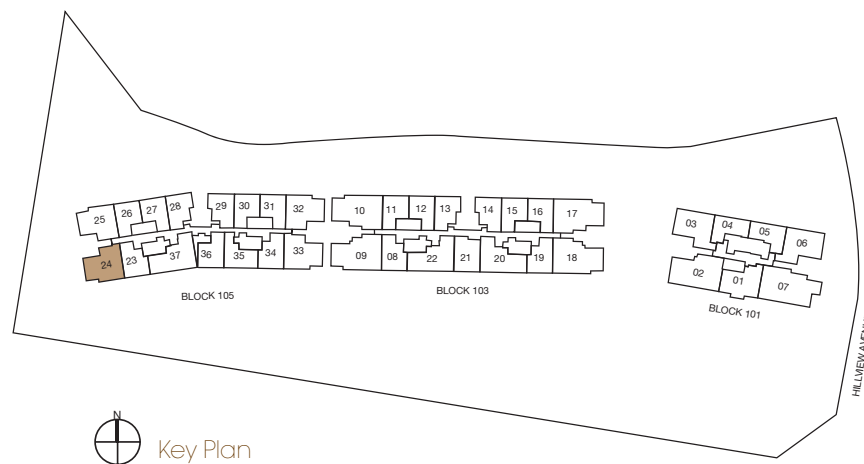 25 26 27 28 29 30 31 32 10 11 12 13 14 15 16 17 03 04 05 06
24 23 37 36 35 34 33 09 08 22 21 20 19 18 02 01 07
BLOCK 105
BLOCK 103
BLOCK 101
N
Key Plan